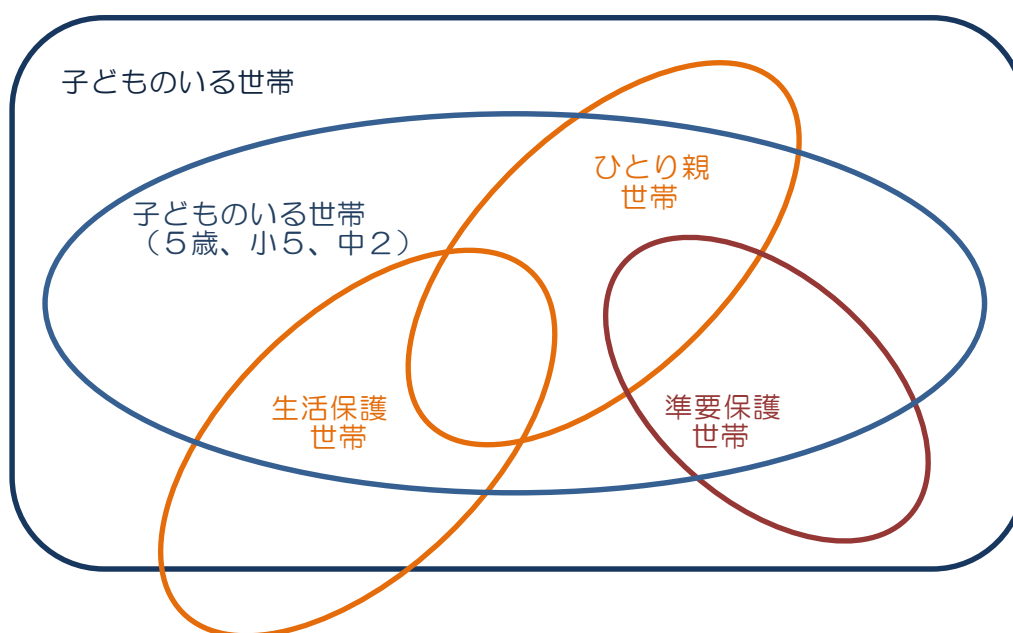 子どものいる世帯
ひとり親
世帯
子どものいる世帯
（５歳、小５、中２）
生活保護
世帯
準要保護
世帯